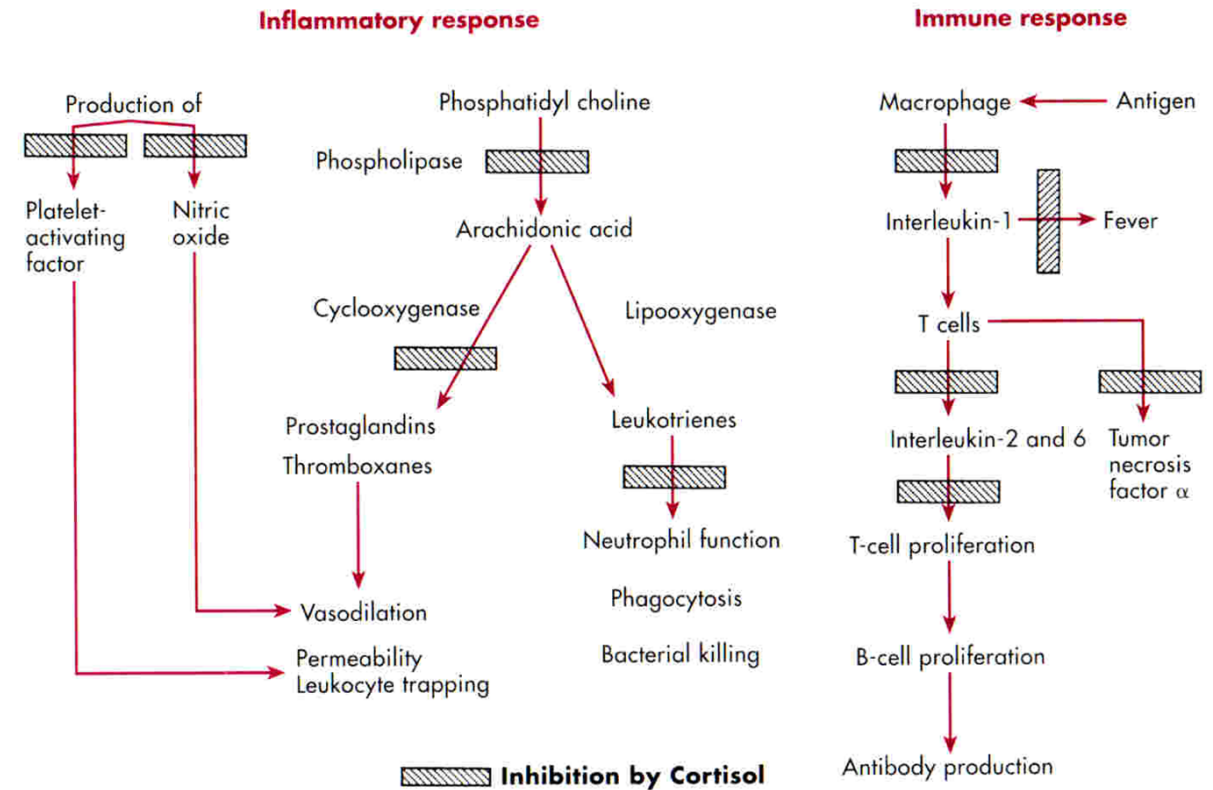 Inflammatory response
Immune response
Production of
Platelet-
activating
factor
Nitric
oxide
Phosphatidyl choline
Phospholipase
Arachidonic acid
Cyclooxygenase
Lipooxygenase
Prostaglandins
Thromboxanes
Leukotrienes
Neutrophil function
Phagocytosis
Bacterial killing
Vasodilation
Permeability
Leukocyte trapping
Macrophage
Antigen
Interleukin-1
Fever
T cells
Interleukin-2 and 6
Tumor
necrosis
factor α
T-cell proliferation
B-cell proliferation
Antibody production
Inhibition by Cortisol